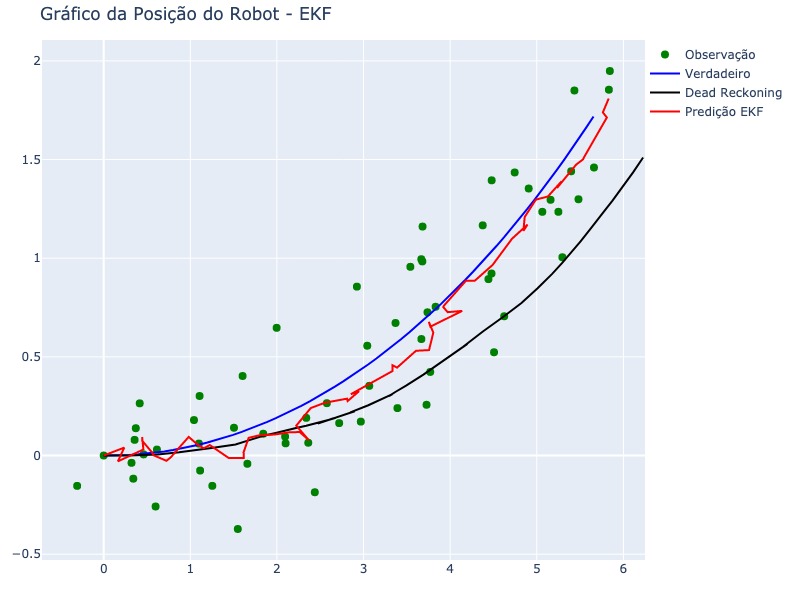 Gráfico da Posição do Robot - EKF
Observação
Verdadeiro
Dead Reckoning
Predição EKF
2
1.5
1
0.5
0
−0.5
0 1 2 3 4 5 6